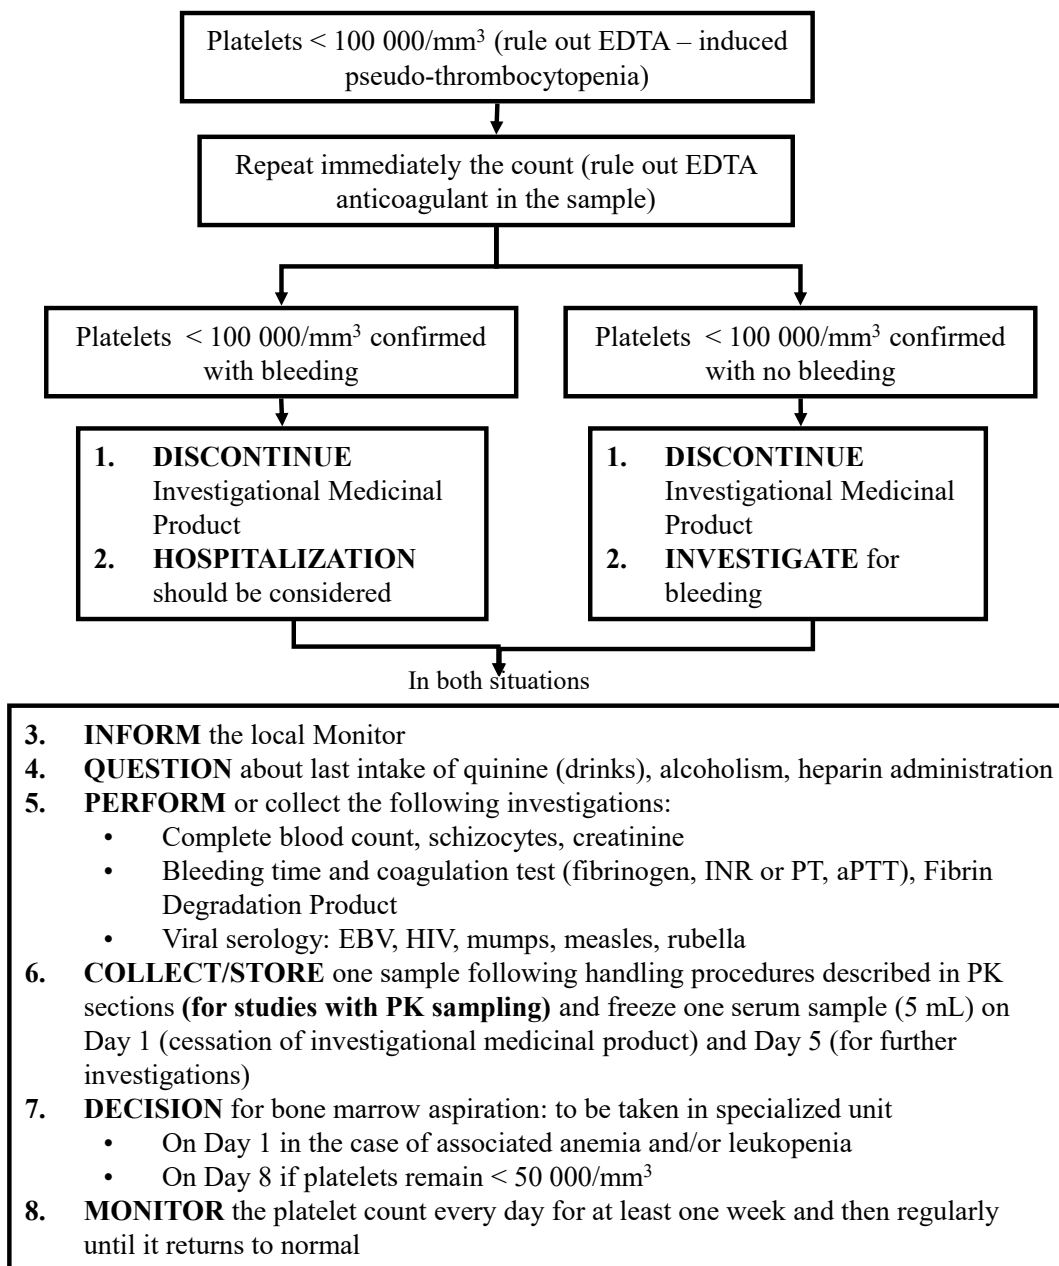 Platelets < 100 000/mm³ (rule out EDTA – induced
pseudo-thrombocytopenia)
Repeat immediately the count (rule out EDTA
anticoagulant in the sample)
Platelets < 100 000/mm³ confirmed
with bleeding
Platelets < 100 000/mm³ confirmed
with no bleeding
1. DISCONTINUE
Investigational Medicinal
Product
2. HOSPITALIZATION
should be considered
1. DISCONTINUE
Investigational Medicinal
Product
2. INVESTIGATE for
bleeding
In both situations
3. INFORM the local Monitor
4. QUESTION about last intake of quinine (drinks), alcoholism, heparin administration
5. PERFORM or collect the following investigations:
• Complete blood count, schizocytes, creatinine
• Bleeding time and coagulation test (fibrinogen, INR or PT, aPTT), Fibrin
Degradation Product
• Viral serology: EBV, HIV, mumps, measles, rubella
6. COLLECT/STORE one sample following handling procedures described in PK
sections (for studies with PK sampling) and freeze one serum sample (5 mL) on
Day 1 (cessation of investigational medicinal product) and Day 5 (for further
investigations)
7. DECISION for bone marrow aspiration: to be taken in specialized unit
• On Day 1 in the case of associated anemia and/or leukopenia
• On Day 8 if platelets remain < 50 000/mm³
8. MONITOR the platelet count every day for at least one week and then regularly
until it returns to normal